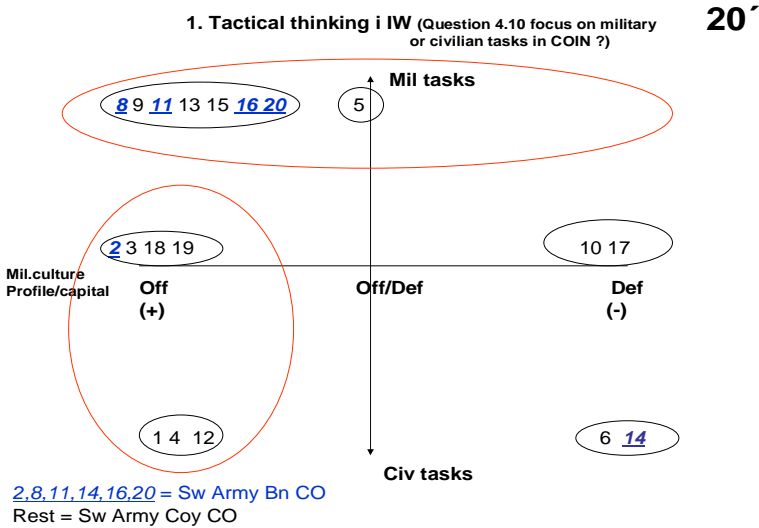 1. Tactical thinking i IW (Question 4.10 focus on military
or civilian tasks in COIN ?)
20´
Mil tasks
8 9 11 13 15 16 20
5
2 3 18 19
10 17
Mil.culture
Profile/capital
Off
(+)
Off/Def
Def
(-)
1 4 12
6 14
Civ tasks
2,8,11,14,16,20 = Sw Army Bn CO
Rest = Sw Army Coy CO